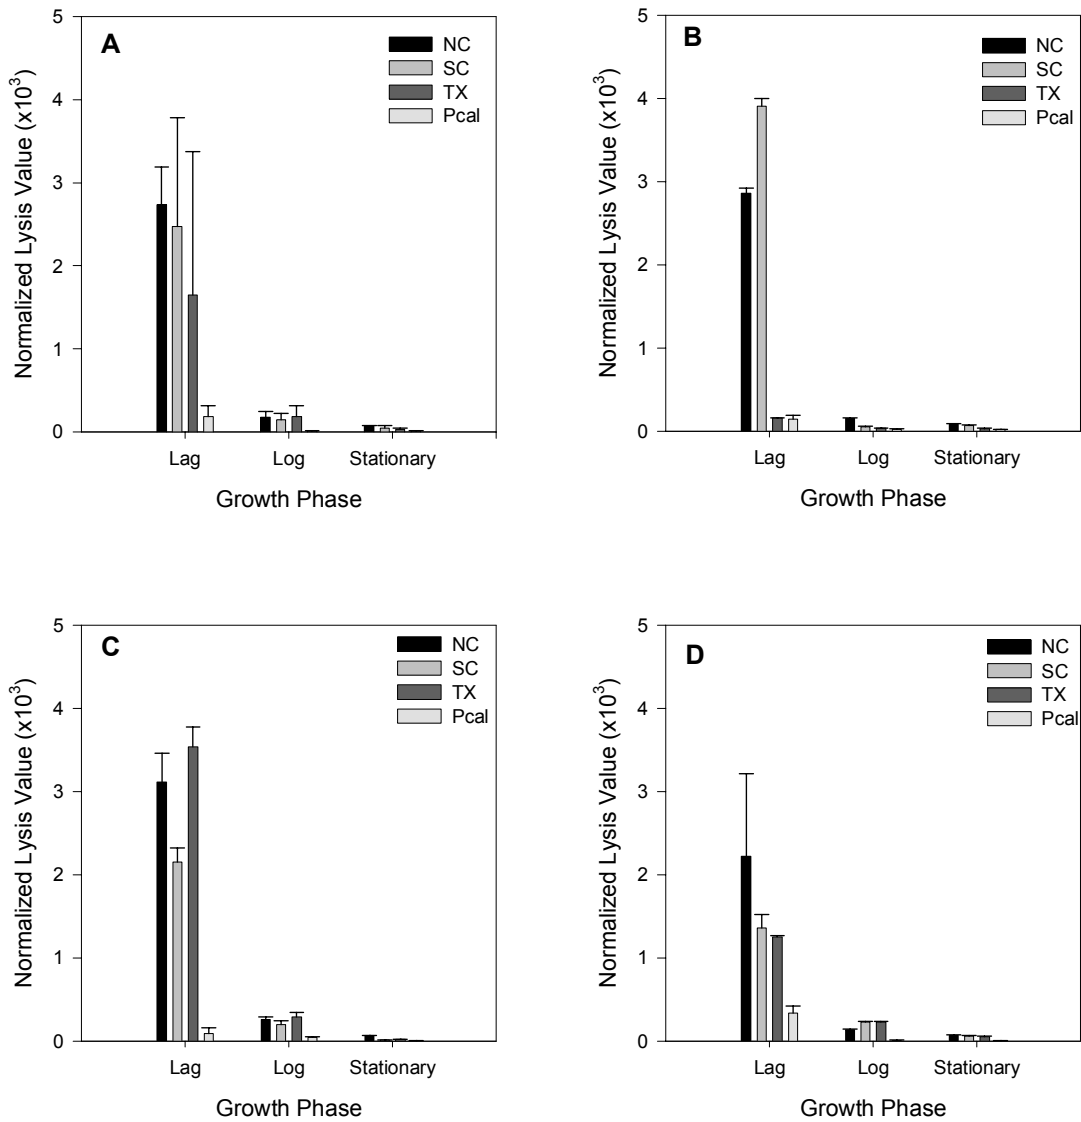 A
NC
SC
TX
Pcal
5
4
3
2
1
0
Normalized Lysis Value (x10³)
Lag Log Stationary
Growth Phase
B
NC
SC
TX
Pcal
5
4
3
2
1
0
Normalized Lysis Value (x10³)
Lag Log Stationary
Growth Phase
C
NC
SC
TX
Pcal
5
4
3
2
1
0
Normalized Lysis Value (x10³)
Lag Log Stationary
Growth Phase
D
NC
SC
TX
Pcal
5
4
3
2
1
0
Normalized Lysis Value (x10³)
Lag Log Stationary
Growth Phase